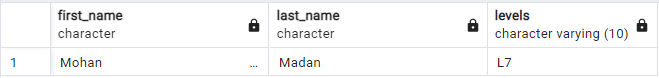 first_name last_name levels
character character character varying (10)
1 Mohan ... Madan L7